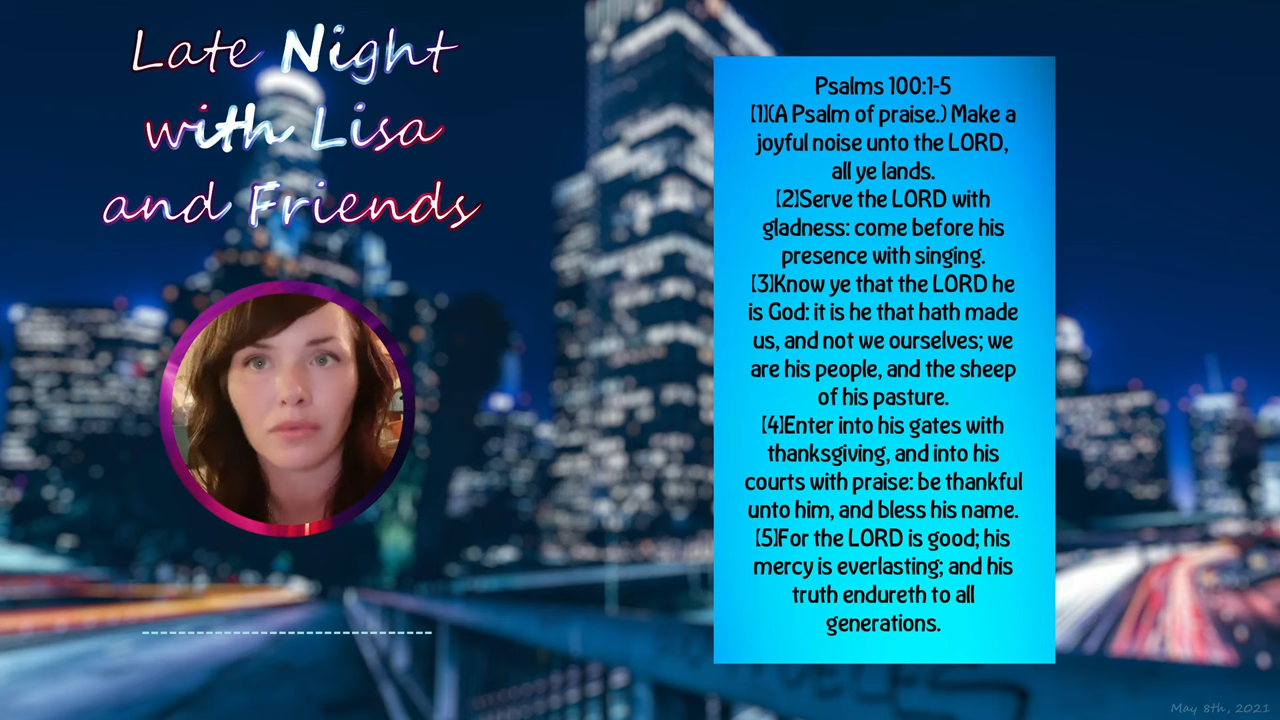 Late Night
with Lisa
and Friends
Psalms 100:1-5
[1](A Psalm of praise.) Make a
joyful noise unto the LORD,
all ye lands.
[2]Serve the LORD with
gladness: come before his
presence with singing.
[3]Know ye that the LORD he
is God: it is he that hath made
us, and not we ourselves; we
are his people, and the sheep
of his pasture.
[4]Enter into his gates with
thanksgiving, and into his
courts with praise: be thankful
unto him, and bless his name.
[5]For the LORD is good; his
mercy is everlasting; and his
truth endureth to all
generations.
May 8th, 2021